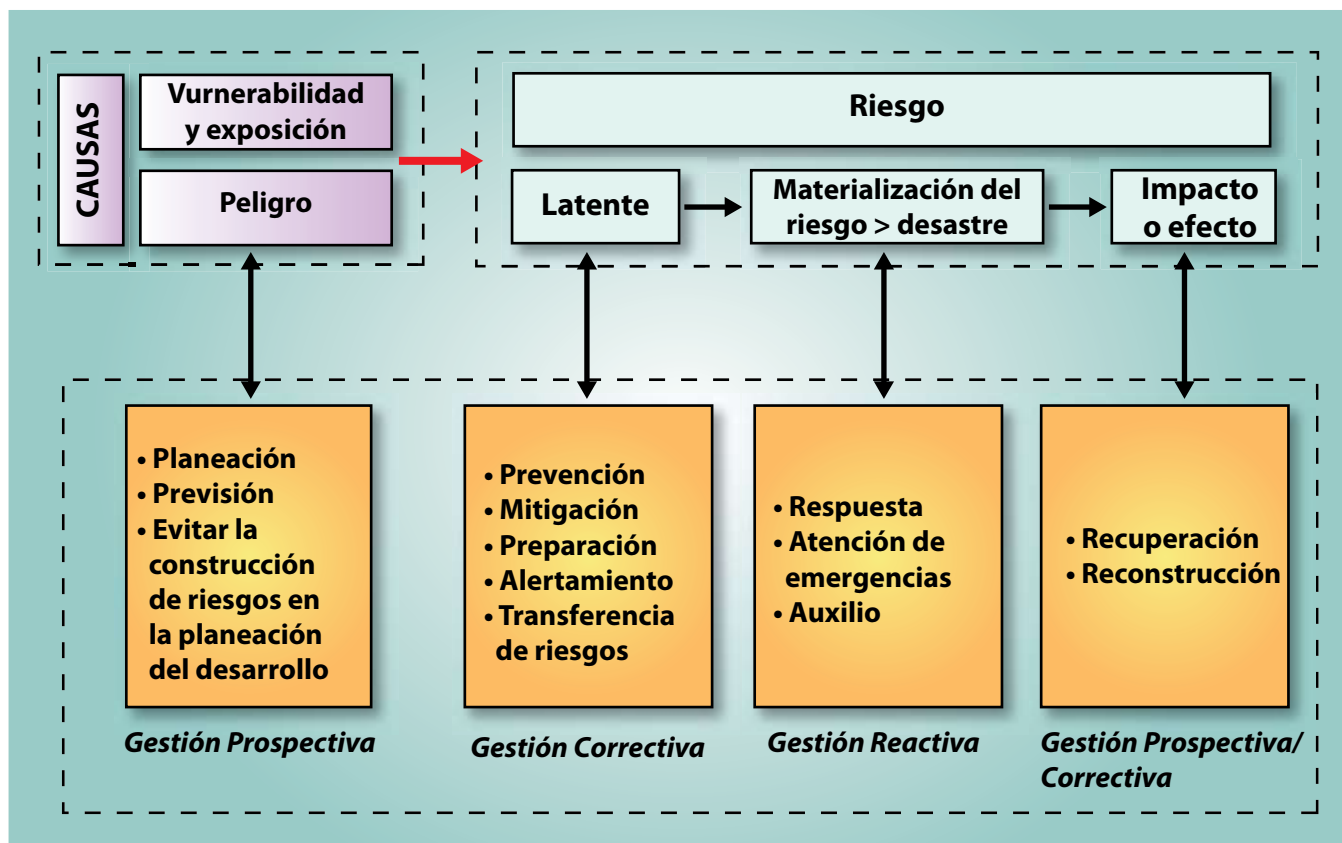 CAUSAS
Vurnerabilidad
y exposición
Peligro
Riesgo
Latente
Materialización del
riesgo > desastre
Impacto
o efecto
• Planeación
• Previsión
• Evitar la
construcción
de riesgos en
la planeación
del desarrollo
Gestión Prospectiva
• Prevención
• Mitigación
• Preparación
• Alertamiento
• Transferencia
de riesgos
Gestión Correctiva
• Respuesta
• Atención de
emergencias
• Auxilio
Gestión Reactiva
• Recuperación
• Reconstrucción
Gestión Prospectiva/
Correctiva